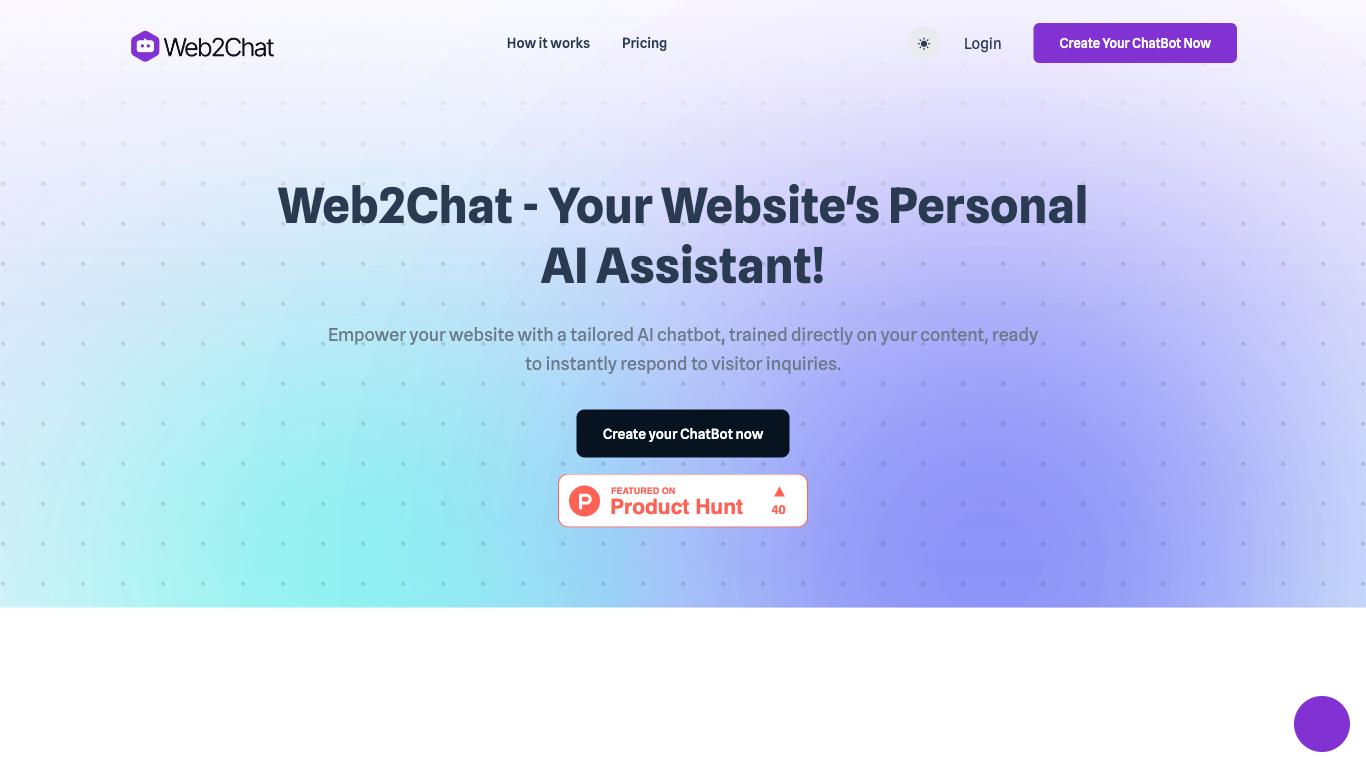 Web2Chat
How it works
Pricing
Login
Create Your ChatBot Now
Web2Chat - Your Website's Personal
AI Assistant!
Empower your website with a tailored AI chatbot, trained directly on your content, ready
to instantly respond to visitor inquiries.
Create your ChatBot now
P
FEATURED ON
Product Hunt
▲
40